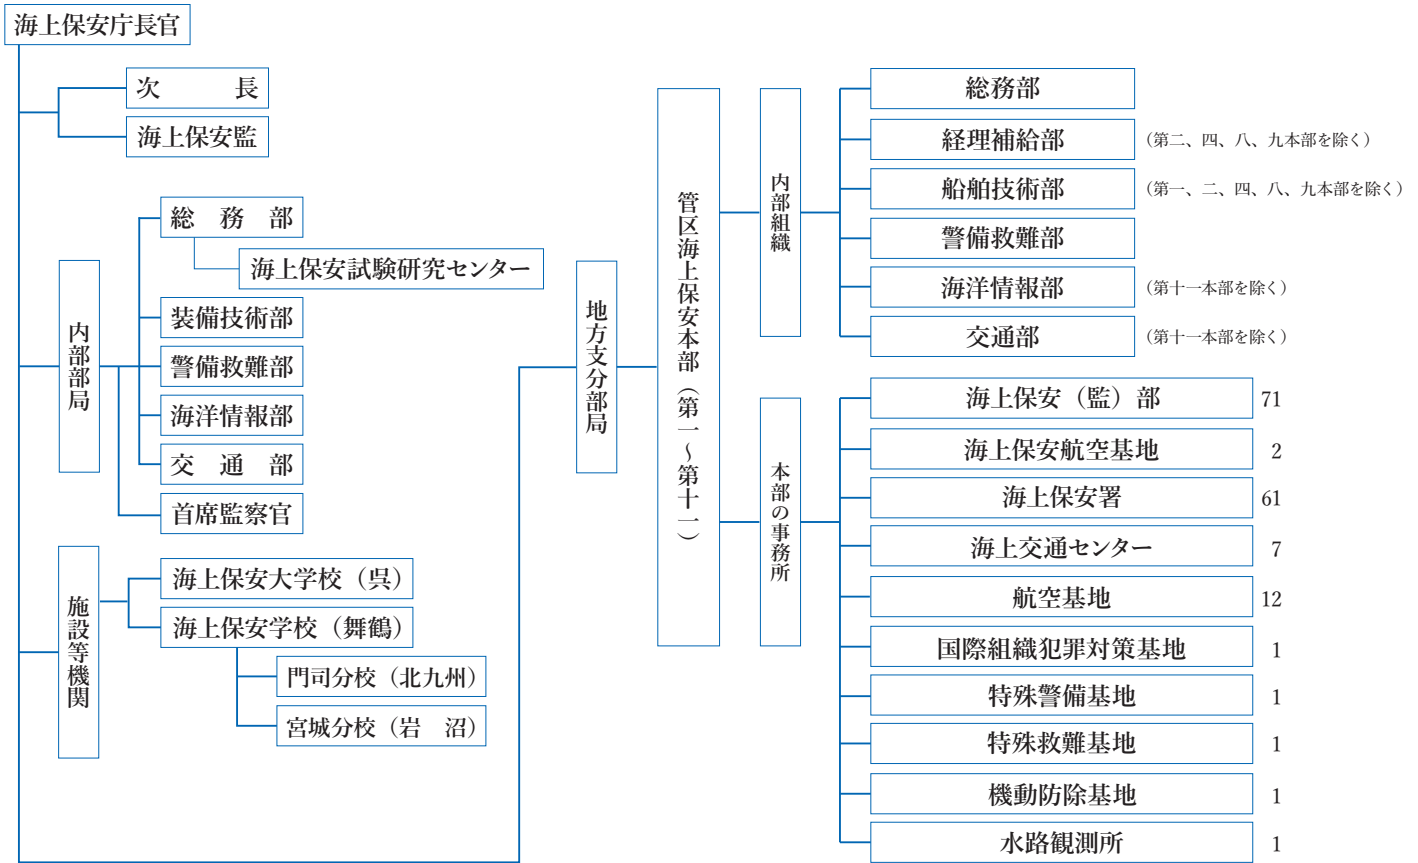 海上保安庁長官
次　　　長
海上保安監
内部部局
総　務　部
海上保安試験研究センター
装備技術部
警備救難部
海洋情報部
交　通　部
首席監察官
施設等機関
海上保安大学校（呉）
海上保安学校（舞鶴）
門司分校（北九州）
宮城分校（岩　沼）
地方支分部局
管区海上保安本部（第一～第十一）
内部組織
総務部
経理補給部
（第二、四、八、九本部を除く）
船舶技術部
（第一、二、四、八、九本部を除く）
警備救難部
海洋情報部
（第十一本部を除く）
交通部
（第十一本部を除く）
本部の事務所
海上保安（監）部 71
海上保安航空基地 2
海上保安署 61
海上交通センター 7
航空基地 12
国際組織犯罪対策基地 1
特殊警備基地 1
特殊救難基地 1
機動防除基地 1
水路観測所 1